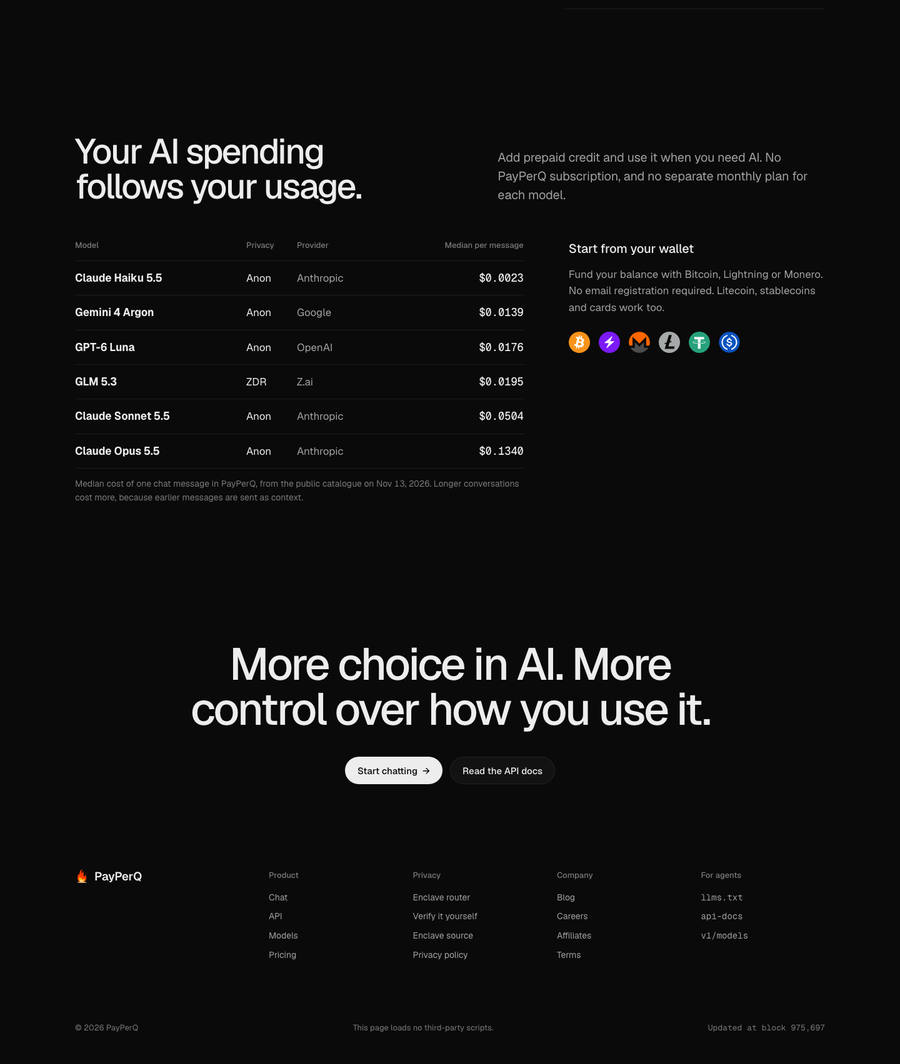 Your AI spending
follows your usage.
Add prepaid credit and use it when you need AI. No
PayPerQ subscription, and no separate monthly plan for
each model.
Model Privacy Provider Median per message
Claude Haiku 5.5 Anon Anthropic $0.0023
Gemini 4 Argon Anon Google $0.0139
GPT-6 Luna Anon OpenAI $0.0176
GLM 5.3 ZDR Z.ai $0.0195
Claude Sonnet 5.5 Anon Anthropic $0.0504
Claude Opus 5.5 Anon Anthropic $0.1340
Median cost of one chat message in PayPerQ, from the public catalogue on Nov 13, 2026. Longer conversations
cost more, because earlier messages are sent as context.
Start from your wallet
Fund your balance with Bitcoin, Lightning or Monero.
No email registration required. Litecoin, stablecoins
and cards work too.
More choice in AI. More
control over how you use it.
Start chatting →
Read the API docs
PayPerQ
Product
Chat
API
Models
Pricing
Privacy
Enclave router
Verify it yourself
Enclave source
Privacy policy
Company
Blog
Careers
Affiliates
Terms
For agents
llms.txt
api-docs
v1/models
© 2026 PayPerQ
This page loads no third-party scripts.
Updated at block 975,697